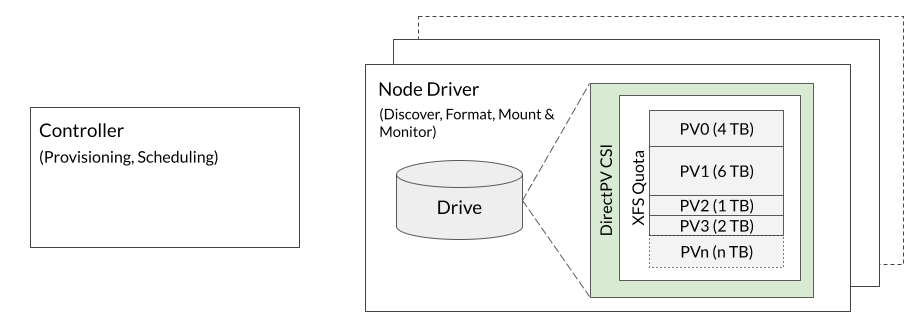 Controller
(Provisioning, Scheduling)
Node Driver
(Discover, Format, Mount &
Monitor)
Drive
DirectPV CSI
XFS Quota
PV0 (4 TB)
PV1 (6 TB)
PV2 (1 TB)
PV3 (2 TB)
PVn (n TB)